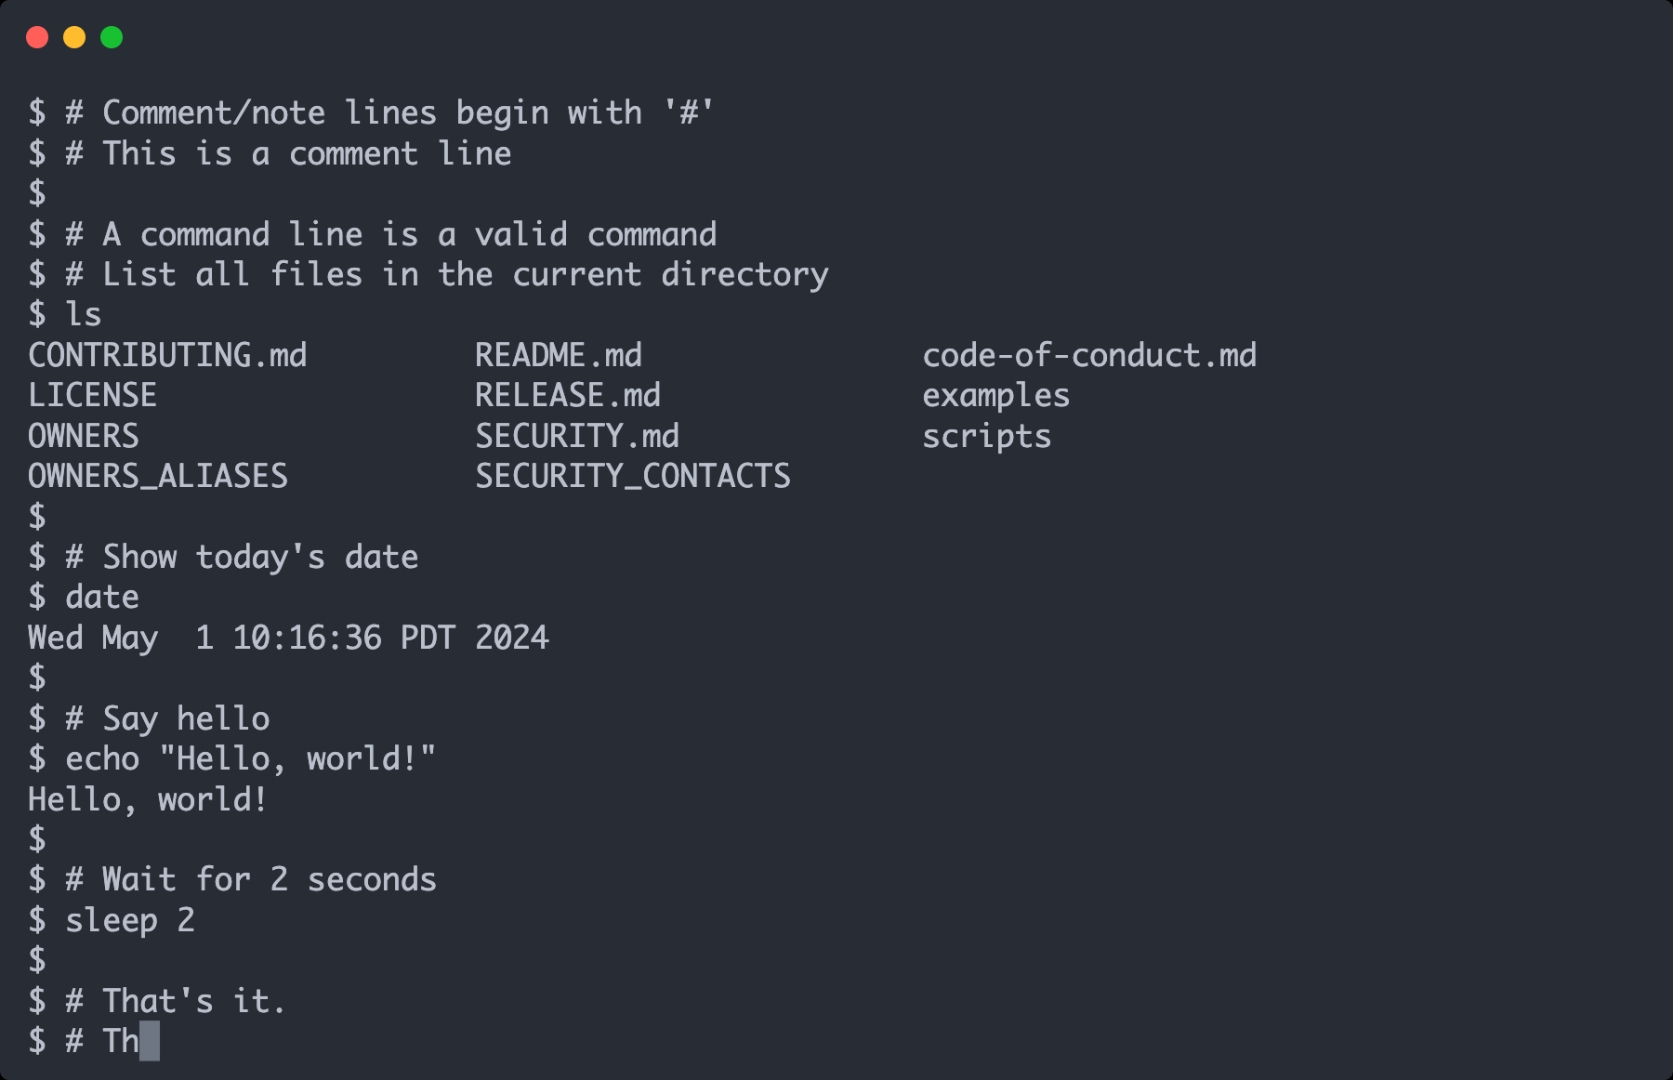 $ # Comment/note lines begin with '#'
$ # This is a comment line
$
$ # A command line is a valid command
$ # List all files in the current directory
$ ls
CONTRIBUTING.md         README.md               code-of-conduct.md
LICENSE                 RELEASE.md              examples
OWNERS                  SECURITY.md             scripts
OWNERS_ALIASES          SECURITY_CONTACTS
$
$ # Show today's date
$ date
Wed May  1 10:16:36 PDT 2024
$
$ # Say hello
$ echo "Hello, world!"
Hello, world!
$
$ # Wait for 2 seconds
$ sleep 2
$
$ # That's it.
$ # Th